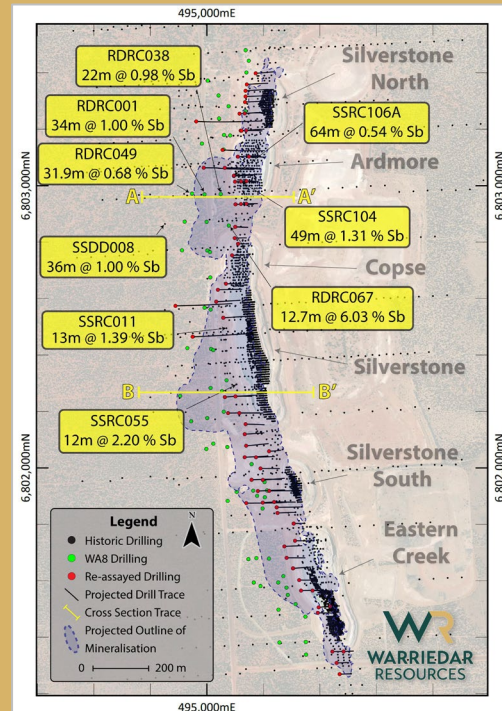 495,000mE
RDRC038
22m @ 0.98 % Sb
Silverstone
North
RDRC001
34m @ 1.00 % Sb
SSRC106A
64m @ 0.54 % Sb
RDRC049
31.9m @ 0.68 % Sb
Ardmore
6,803,000mN
6,803,000mN
A
A'
SSRC104
49m @ 1.31 % Sb
SSDD008
36m @ 1.00 % Sb
Copse
RDRC067
12.7m @ 6.03 % Sb
SSRC011
13m @ 1.39 % Sb
Silverstone
B
B'
SSRC055
12m @ 2.20 % Sb
Silverstone
South
6,802,000mN
6,802,000mN
Eastern
Creek
Legend
N
Historic Drilling
WA8 Drilling
Re-assayed Drilling
Projected Drill Trace
Cross Section Trace
Projected Outline of
Mineralisation
0 200 m
WR
WARRIEDAR
RESOURCES
495,000mE